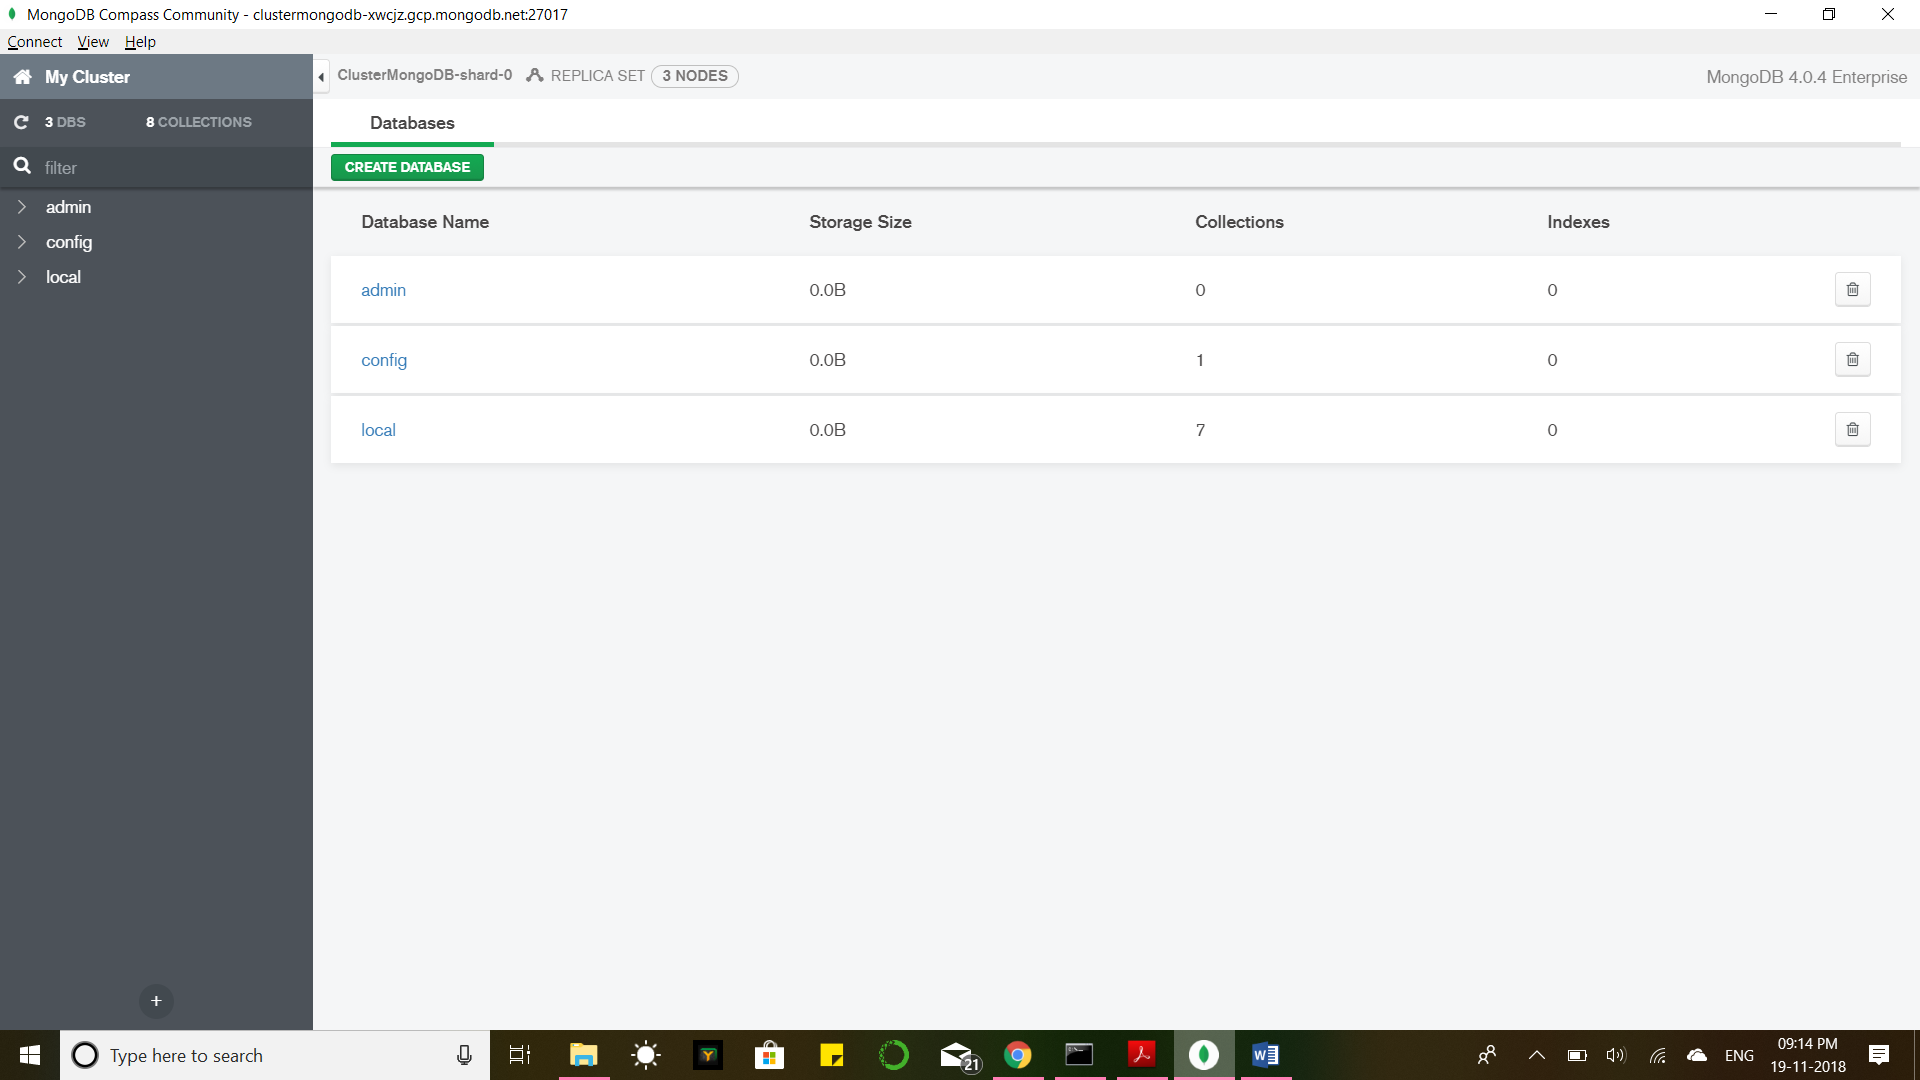 MongoDB Compass Community - clustermongodb-xwcjz.gcp.mongodb.net:27017
Connect View Help
My Cluster
ClusterMongoDB-shard-0 REPLICA SET 3 NODES
MongoDB 4.0.4 Enterprise
3 DBS 8 COLLECTIONS
filter
admin
config
local
Databases
CREATE DATABASE
Database Name Storage Size Collections Indexes
admin 0.0B 0 0
config 0.0B 1 0
local 0.0B 7 0
+
Type here to search
21
ENG
09:14 PM
19-11-2018